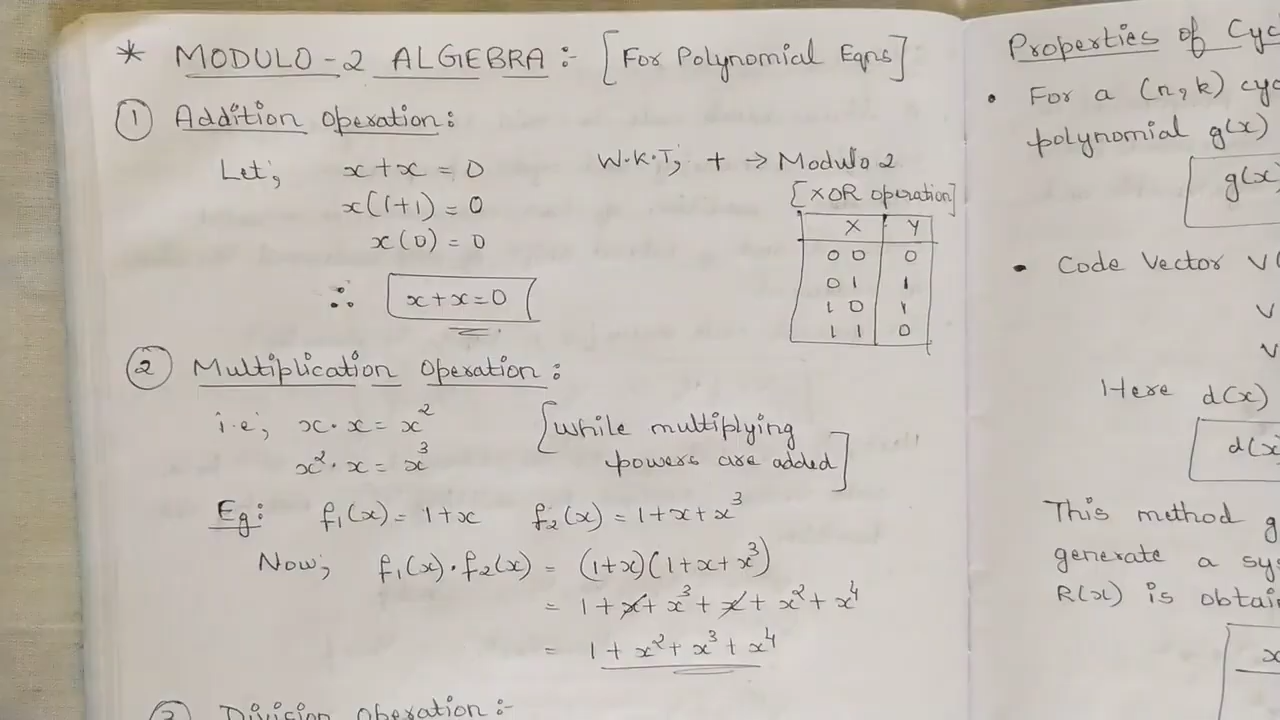 * MODULO-2 ALGEBRA:- [For Polynomial Eqns]
① Addition Operation:
Let; x+x = 0
x(1+1) = 0
x(0) = 0
∴ x+x=0
W.K.T; + → Modulo 2
[XOR operation]
X Y
0 0 0
0 1 1
1 0 1
1 1 0
② Multiplication Operation:
i.e; x·x = x²
x²·x = x³
[while multiplying
powers are added]
Eg: f₁(x) = 1+x f₂(x) = 1+x+x³
Now; f₁(x)·f₂(x) = (1+x)(1+x+x³)
= 1+x+x³+x+x²+x⁴
= 1+x²+x³+x⁴
Division Operation:-
Properties of Cyc
• For a (n,k) cyc
polynomial g(x)
g(x
• Code Vector V(
V
V
Here d(x)
d(x
This method g
generate a sys
R(x) is obtain
x